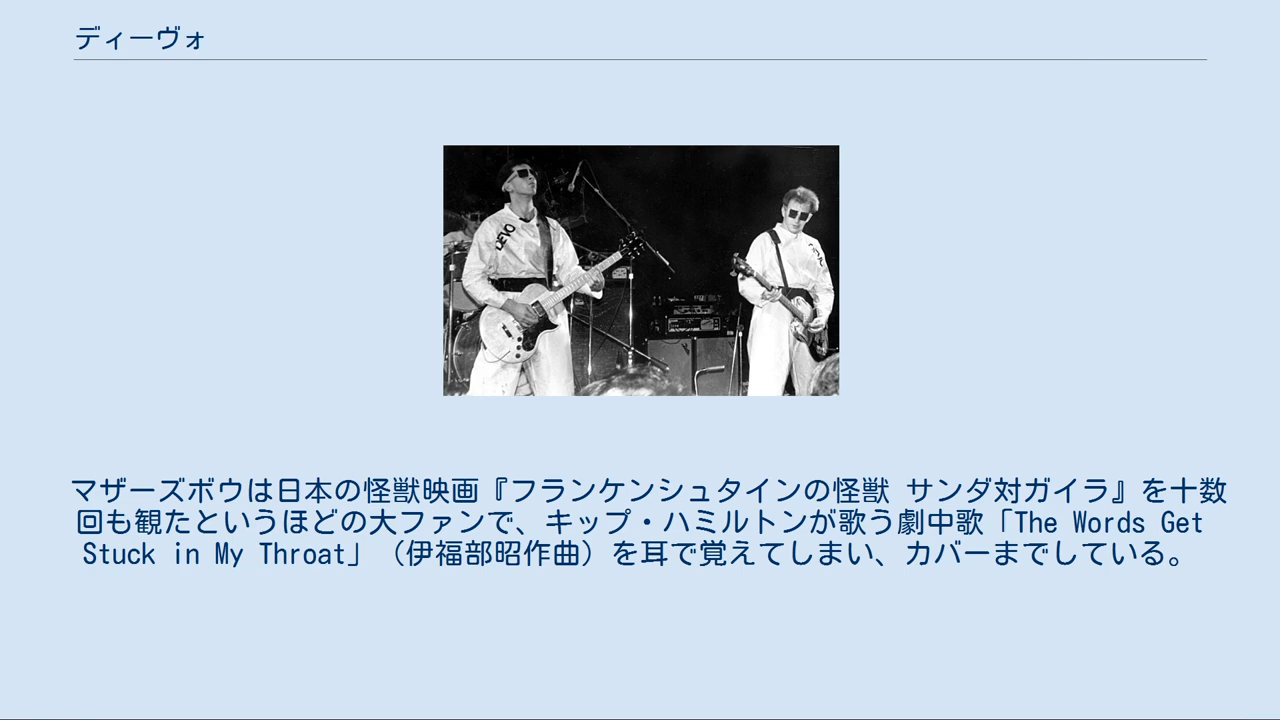 ディーヴォ
DEVO
マザーズボウは日本の怪獣映画『フランケンシュタインの怪獣 サンダ対ガイラ』を十数
回も観たというほどの大ファンで、キップ・ハミルトンが歌う劇中歌「The Words Get
Stuck in My Throat」（伊福部昭作曲）を耳で覚えてしまい、カバーまでしている。